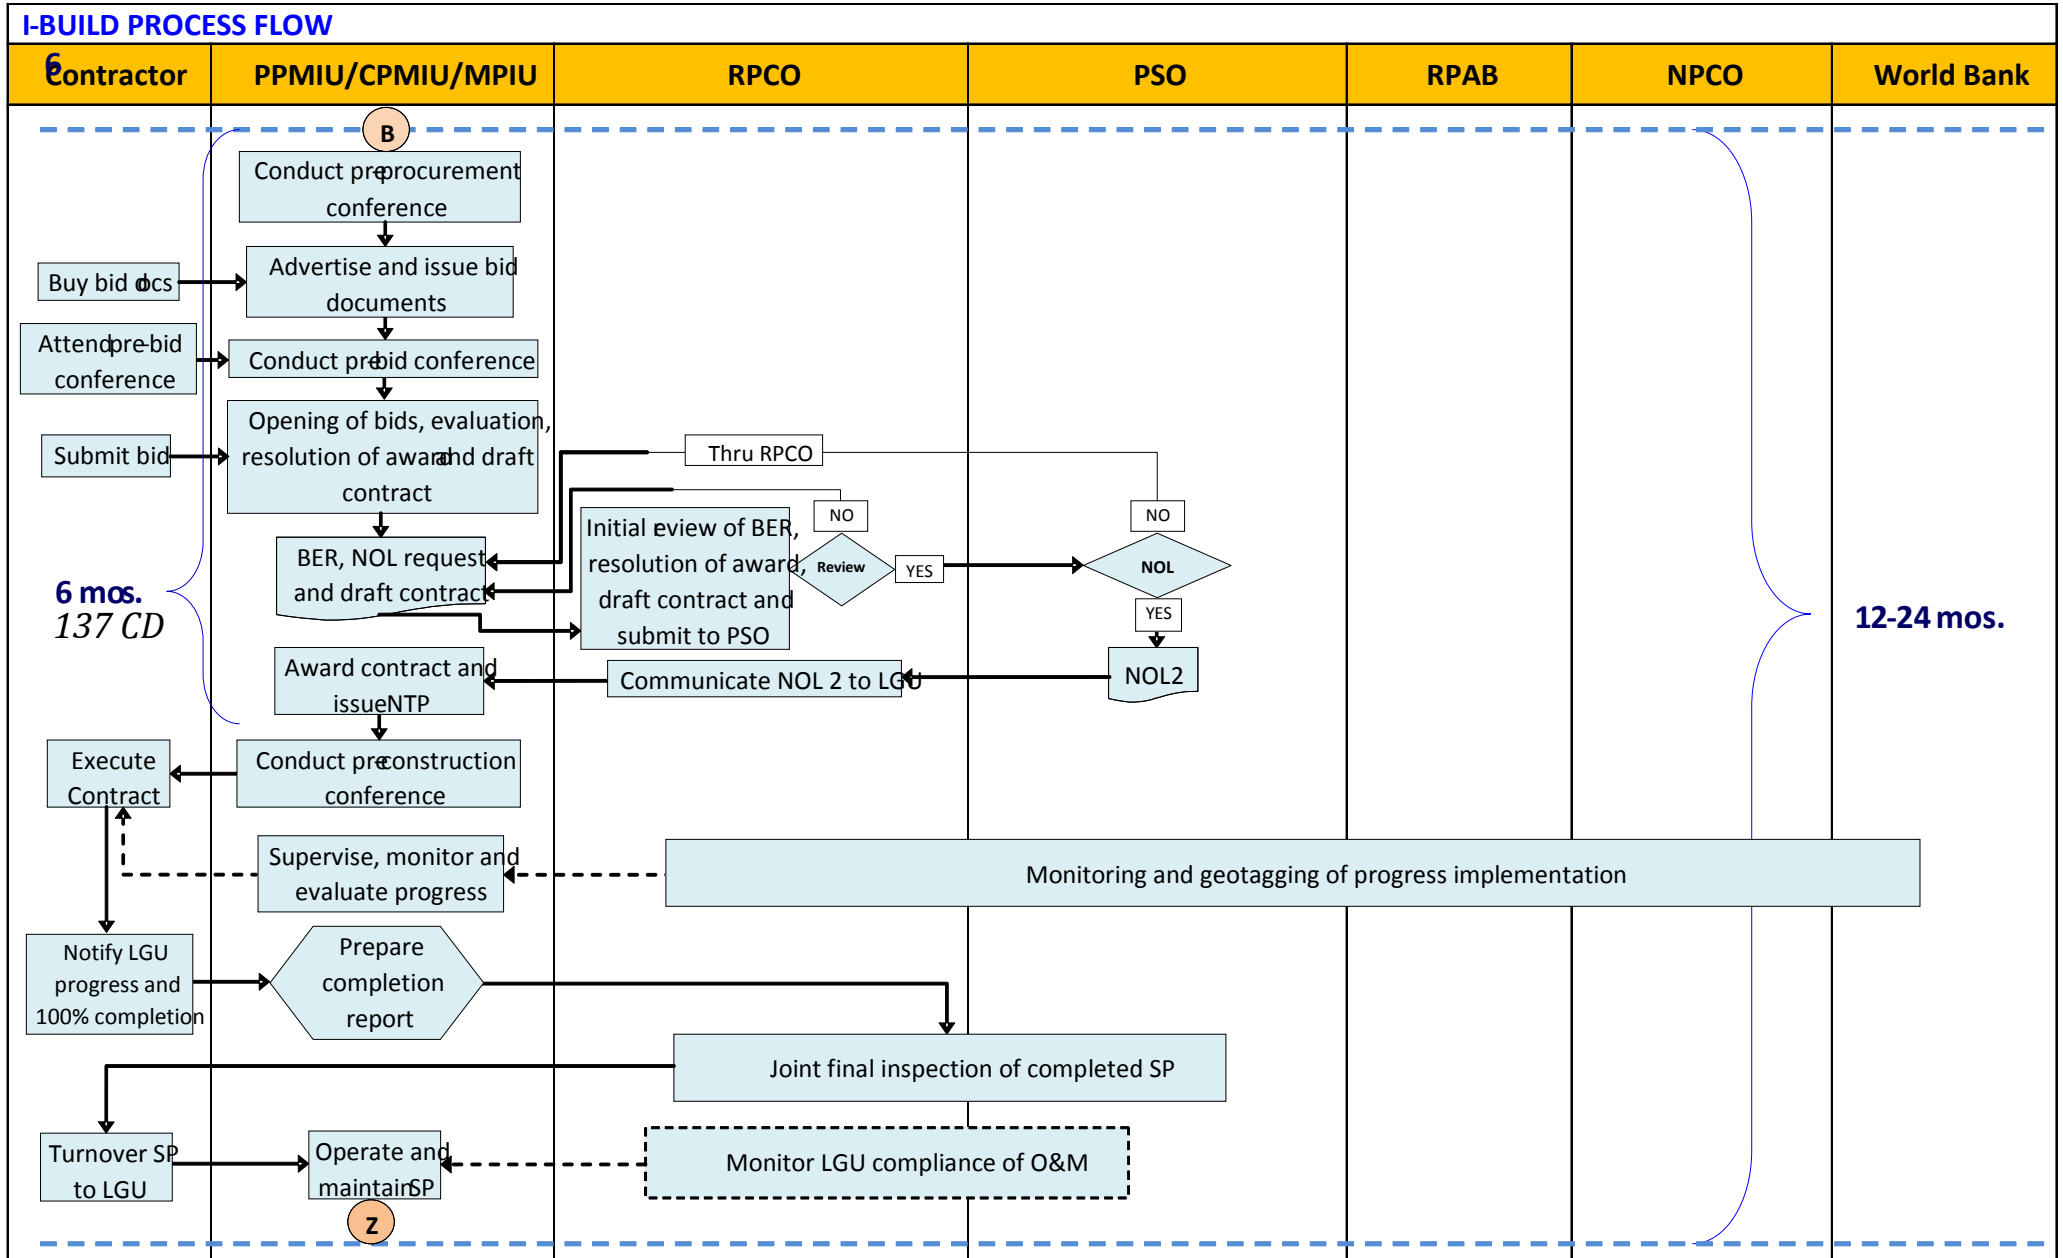 I-BUILD PROCESS FLOW
6
Contractor
PPMIU/CPMIU/MPIU
RPCO
PSO
RPAB
NPCO
World Bank
B
Conduct pre-procurement
conference
Buy bid docs
Advertise and issue bid
documents
Attend pre-bid
conference
Conduct pre-bid conference
Submit bid
Opening of bids, evaluation,
resolution of award and draft
contract
Thru RPCO
NO
NO
BER, NOL request
and draft contract
Initial review of BER,
resolution of award,
draft contract and
submit to PSO
Review
YES
NOL
YES
6 mos.
137 CD
12-24 mos.
Award contract and
issue NTP
Communicate NOL 2 to LGU
NOL2
Execute
Contract
Conduct pre-construction
conference
Supervise, monitor and
evaluate progress
Monitoring and geotagging of progress implementation
Notify LGU
progress and
100% completion
Prepare
completion
report
Joint final inspection of completed SP
Turnover SP
to LGU
Operate and
maintain SP
Monitor LGU compliance of O&M
Z